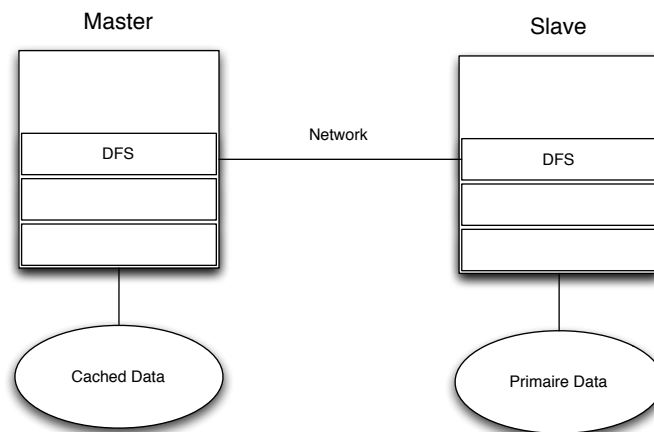 Master
Slave
Network
DFS
DFS
Cached Data
Primaire Data